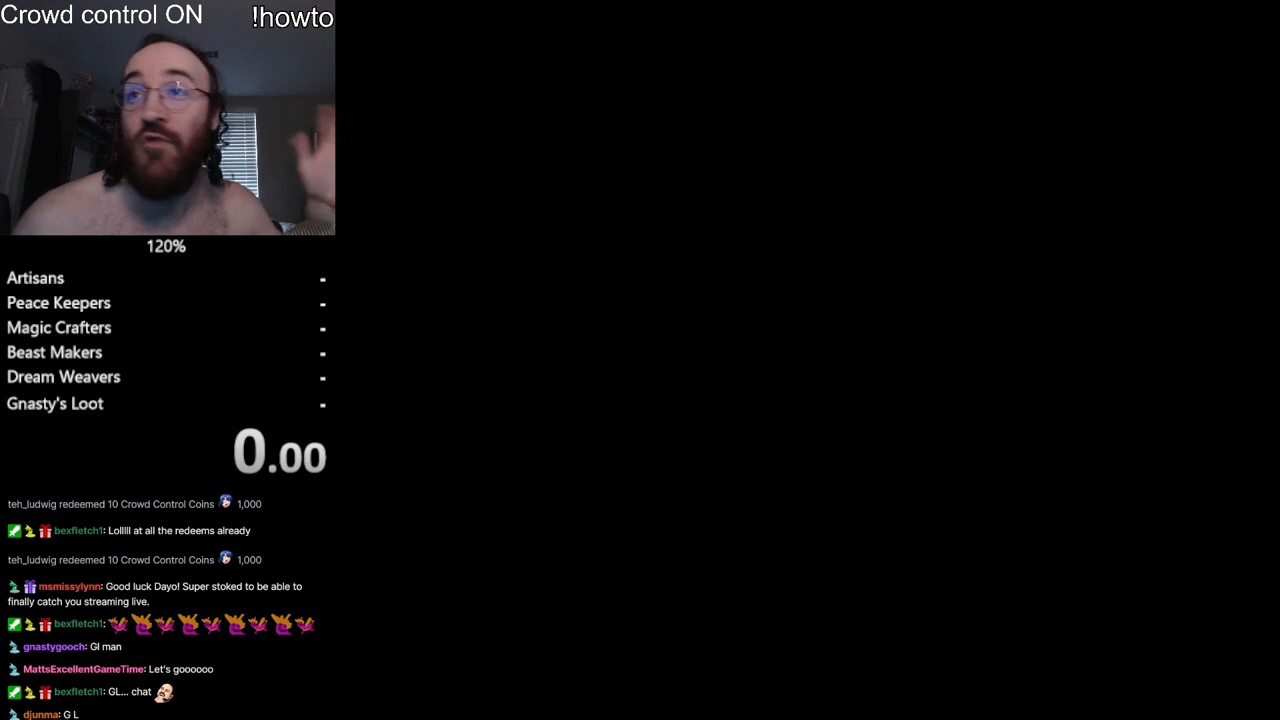 Crowd control ON !howto
120%
Artisans -
Peace Keepers -
Magic Crafters -
Beast Makers -
Dream Weavers -
Gnasty's Loot -
0.00
teh_ludwig redeemed 10 Crowd Control Coins 1,000
bexfletch1: Lolllll at all the redeems already
teh_ludwig redeemed 10 Crowd Control Coins 1,000
msmissylynn: Good luck Dayo! Super stoked to be able to
finally catch you streaming live.
bexfletch1:
gnastygooch: Gl man
MattsExcellentGameTime: Let's goooooo
bexfletch1: GL... chat
djunma: G L